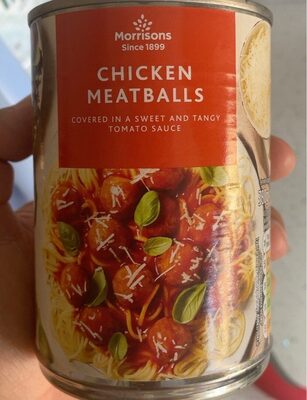 Morrisons
Since 1899
CHICKEN
MEATBALLS
COVERED IN A SWEET AND TANGY
TOMATO SAUCE